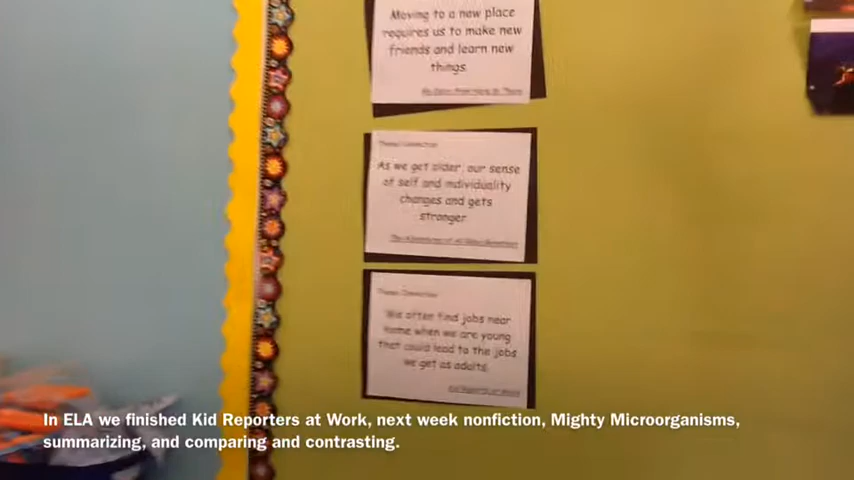 Moving to a new place
requires us to make new
friends and learn new
things.
As we get older, our sense
of self and individuality
changes and gets
stronger.
We often find jobs near
home when we are young
that could lead to the jobs
we get as adults.
In ELA we finished Kid Reporters at Work, next week nonfiction, Mighty Microorganisms,
summarizing, and comparing and contrasting.